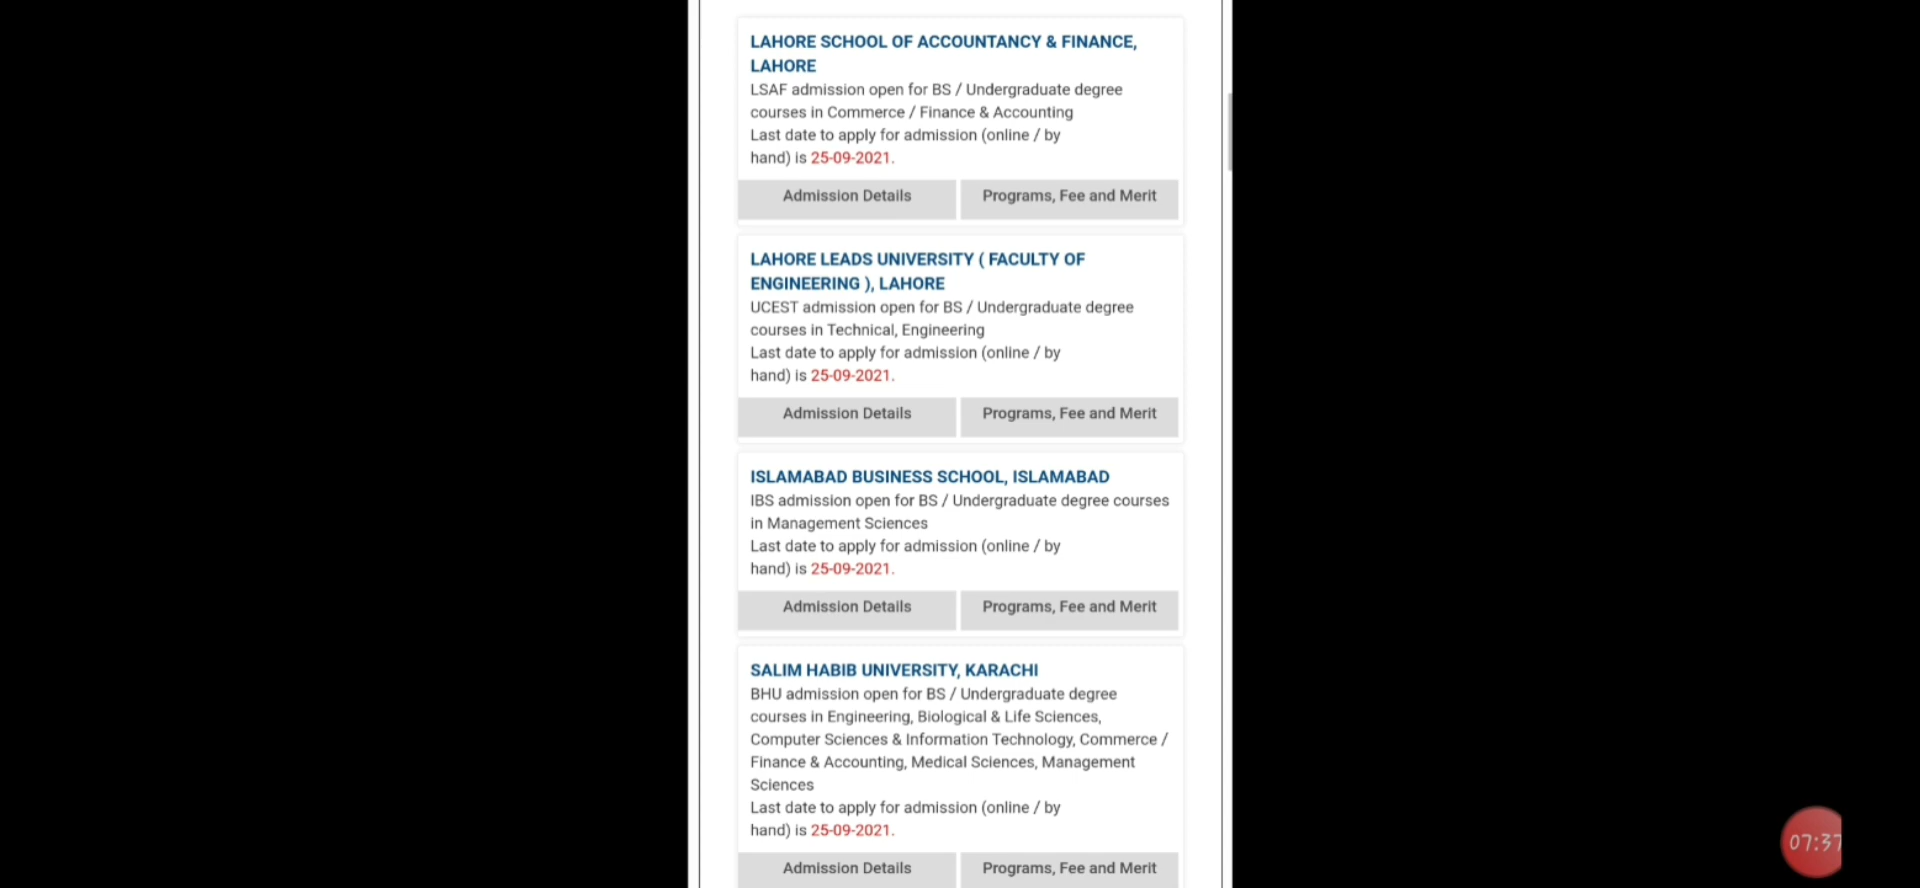 LAHORE SCHOOL OF ACCOUNTANCY & FINANCE,
LAHORE
LSAF admission open for BS / Undergraduate degree
courses in Commerce / Finance & Accounting
Last date to apply for admission (online / by
hand) is 25-09-2021.
Admission Details
Programs, Fee and Merit
LAHORE LEADS UNIVERSITY ( FACULTY OF
ENGINEERING ), LAHORE
UCEST admission open for BS / Undergraduate degree
courses in Technical, Engineering
Last date to apply for admission (online / by
hand) is 25-09-2021.
Admission Details
Programs, Fee and Merit
ISLAMABAD BUSINESS SCHOOL, ISLAMABAD
IBS admission open for BS / Undergraduate degree courses
in Management Sciences
Last date to apply for admission (online / by
hand) is 25-09-2021.
Admission Details
Programs, Fee and Merit
SALIM HABIB UNIVERSITY, KARACHI
BHU admission open for BS / Undergraduate degree
courses in Engineering, Biological & Life Sciences,
Computer Sciences & Information Technology, Commerce /
Finance & Accounting, Medical Sciences, Management
Sciences
Last date to apply for admission (online / by
hand) is 25-09-2021.
Admission Details
Programs, Fee and Merit
07:37